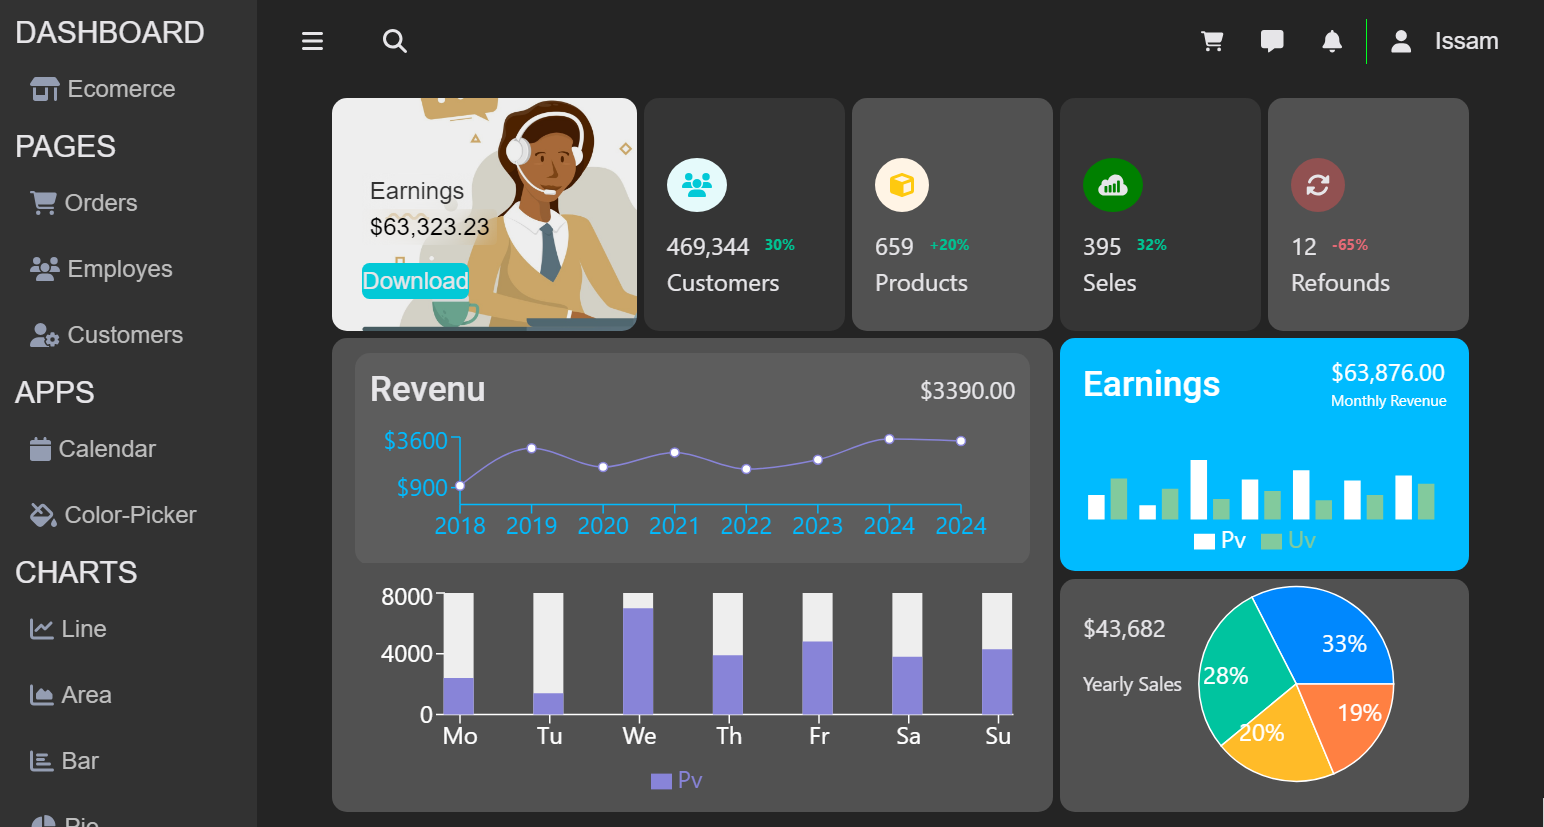 DASHBOARD
Ecomerce
PAGES
Orders
Employes
Customers
APPS
Calendar
Color-Picker
CHARTS
Line
Area
Bar
Pie
Issam
Earnings
$63,323.23
Download
469,344 30%
Customers
659 +20%
Products
395 32%
Seles
12 -65%
Refounds
Revenu
$3390.00
$3600
$900
2018 2019 2020 2021 2022 2023 2024 2024
8000
4000
0
Mo Tu We Th Fr Sa Su
Pv
Earnings
$63,876.00
Monthly Revenue
Pv Uv
$43,682
Yearly Sales
33%
28%
19%
20%